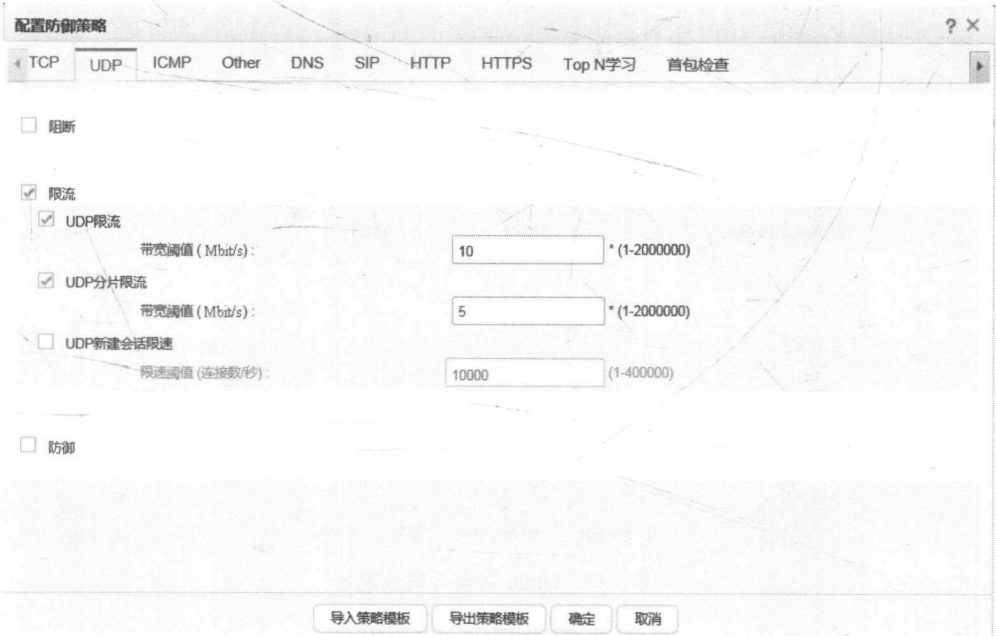 配置防御策略 ? ×
TCP UDP ICMP Other DNS SIP HTTP HTTPS Top N学习 首包检查
阻断
限流
UDP限流
带宽阈值 ( Mbit/s) : 10 * (1-2000000)
UDP分片限流
带宽阈值 ( Mbit/s) : 5 * (1-2000000)
UDP新建会话限速
限速阈值 (连接数/秒) : 10000 (1-400000)
防御
导入策略模板 导出策略模板 确定 取消